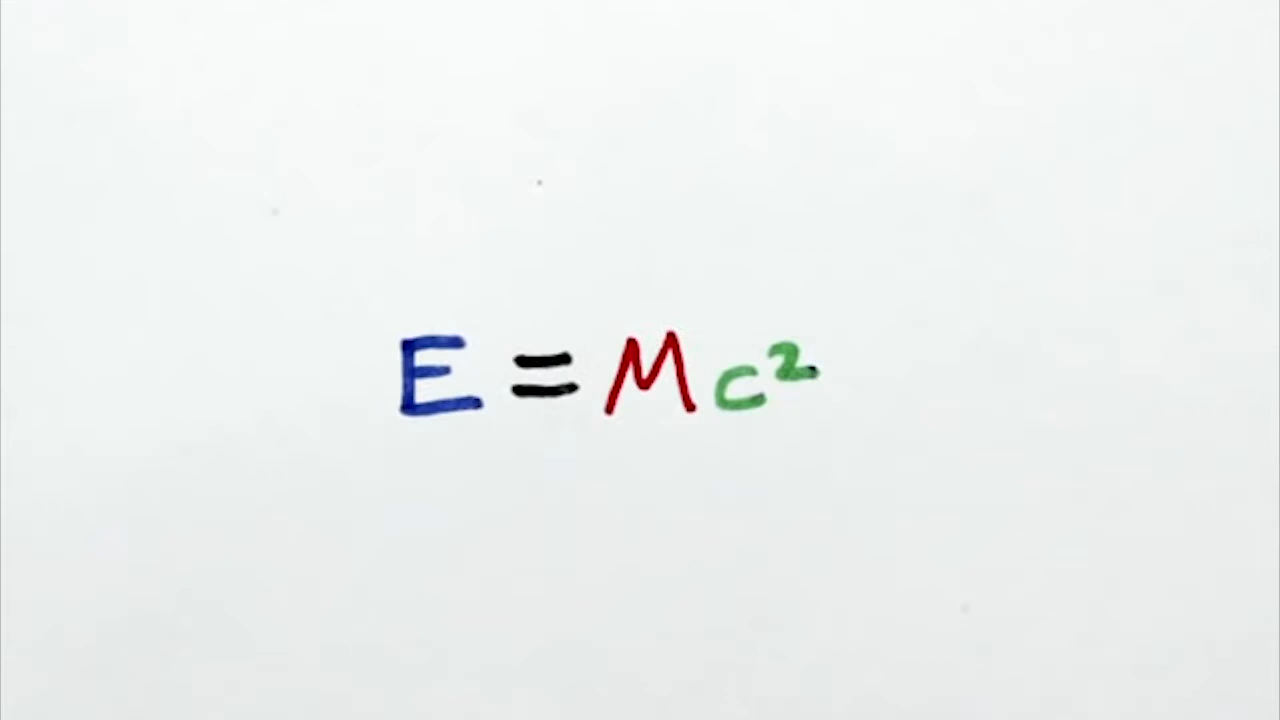 E = Mc²